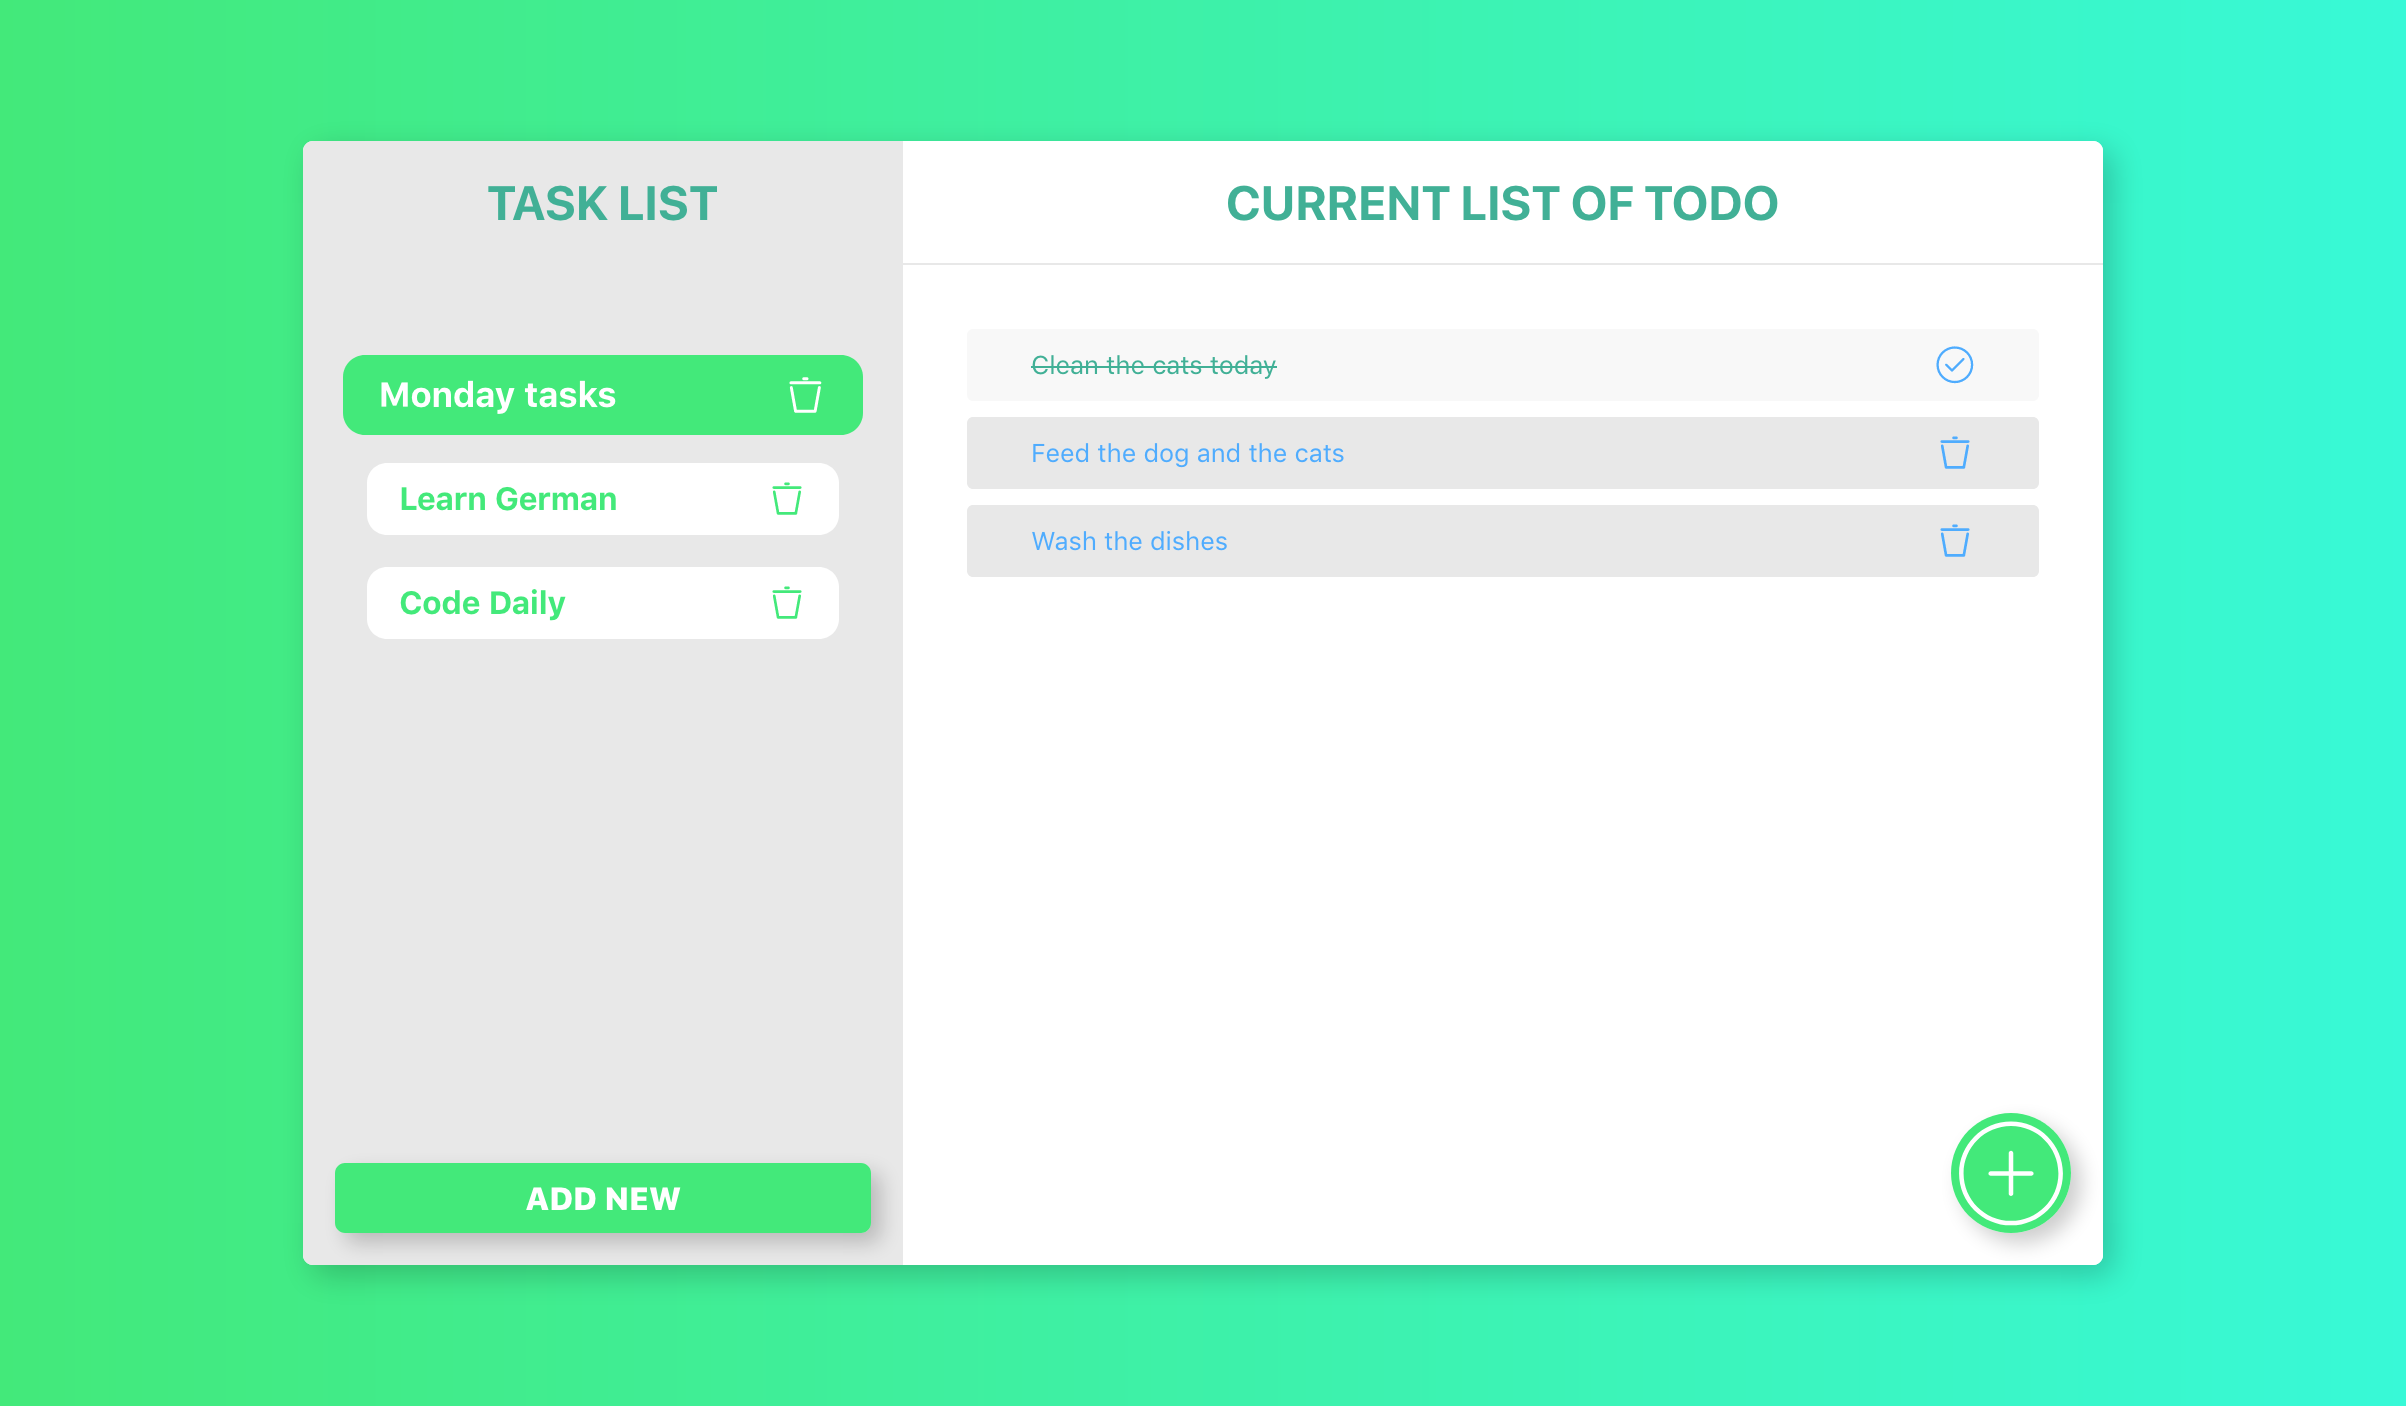 TASK LIST
Monday tasks
Learn German
Code Daily
ADD NEW
CURRENT LIST OF TODO
Clean the cats today
Feed the dog and the cats
Wash the dishes